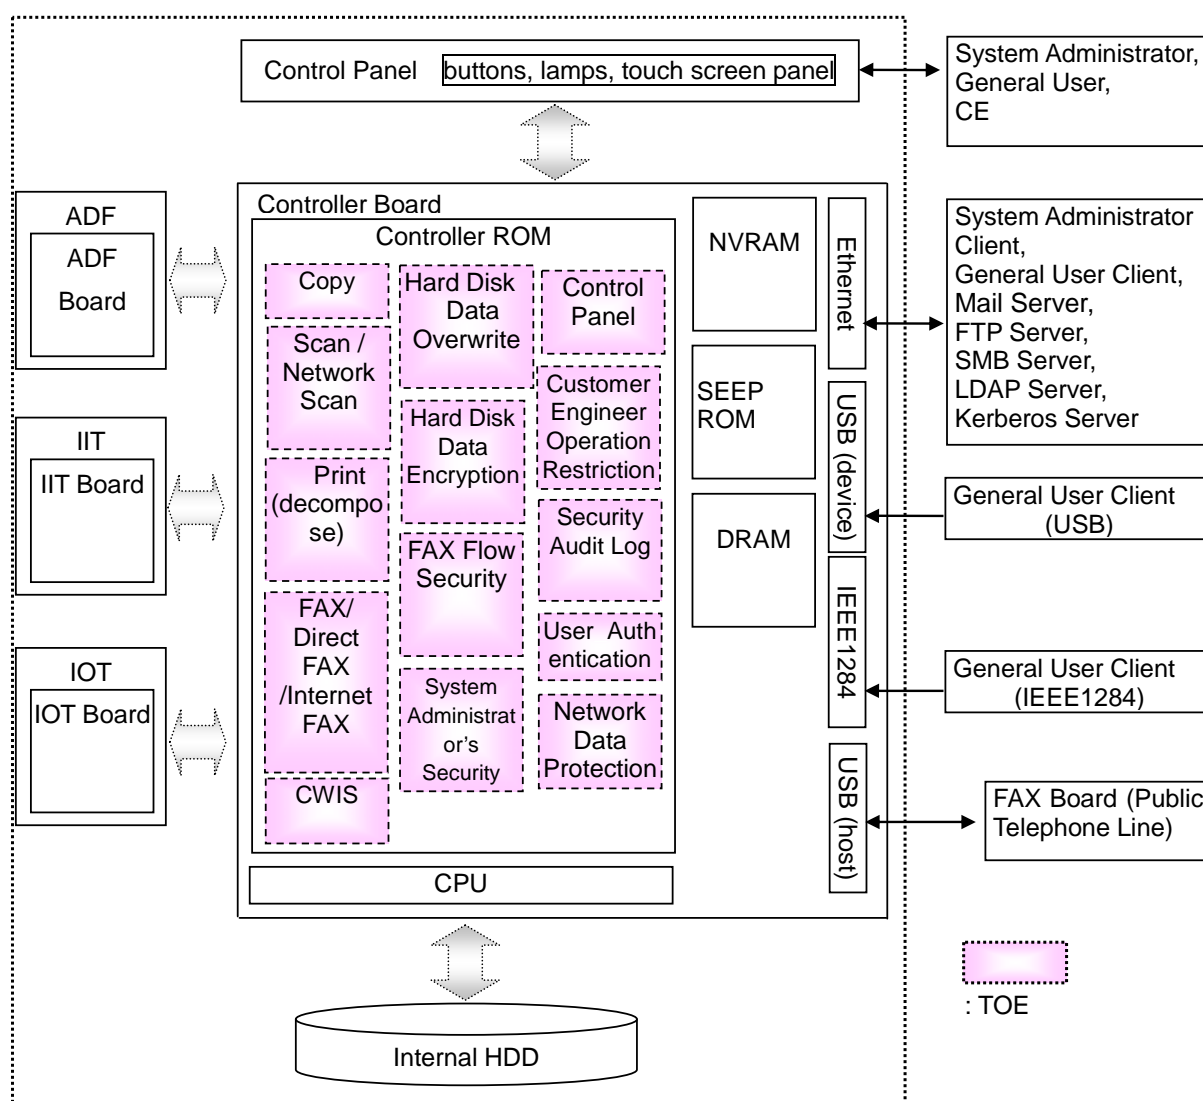 Control Panel
buttons, lamps, touch screen panel
System Administrator,
General User,
CE
ADF
ADF
Board
IIT
IIT Board
IOT
IOT Board
Controller Board
Controller ROM
Copy
Scan /
Network
Scan
Print
(decompo
se)
FAX/
Direct
FAX
/Internet
FAX
CWIS
Hard Disk
Data
Overwrite
Hard Disk
Data
Encryption
FAX Flow
Security
System
Administrat
or's
Security
Control
Panel
Customer
Engineer
Operation
Restriction
Security
Audit Log
User Auth
entication
Network
Data
Protection
NVRAM
SEEP
ROM
DRAM
Ethernet
USB (device)
IEEE1284
USB (host)
CPU
Internal HDD
System Administrator
Client,
General User Client,
Mail Server,
FTP Server,
SMB Server,
LDAP Server,
Kerberos Server
General User Client
(USB)
General User Client
(IEEE1284)
FAX Board (Public
Telephone Line)
: TOE